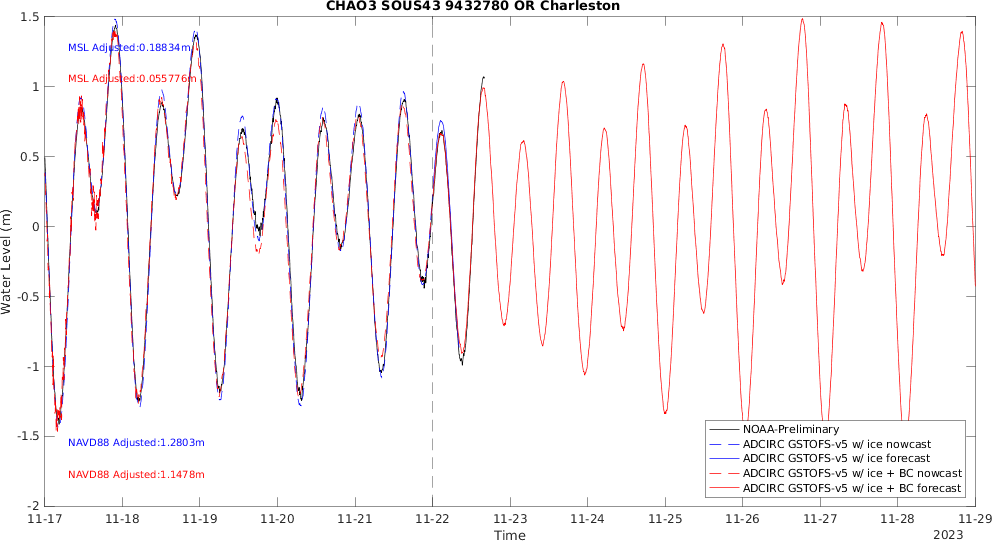 CHAO3 SOUS43 9432780 OR Charleston
1.5
1
0.5
0
-0.5
-1
-1.5
-2
Water Level (m)
MSL Adjusted:0.18834m
MSL Adjusted:0.055776m
NAVD88 Adjusted:1.2803m
NAVD88 Adjusted:1.1478m
NOAA-Preliminary
ADCIRC GSTOFS-v5 w/ ice nowcast
ADCIRC GSTOFS-v5 w/ ice forecast
ADCIRC GSTOFS-v5 w/ ice + BC nowcast
ADCIRC GSTOFS-v5 w/ ice + BC forecast
11-17 11-18 11-19 11-20 11-21 11-22 11-23 11-24 11-25 11-26 11-27 11-28 11-29
Time
2023